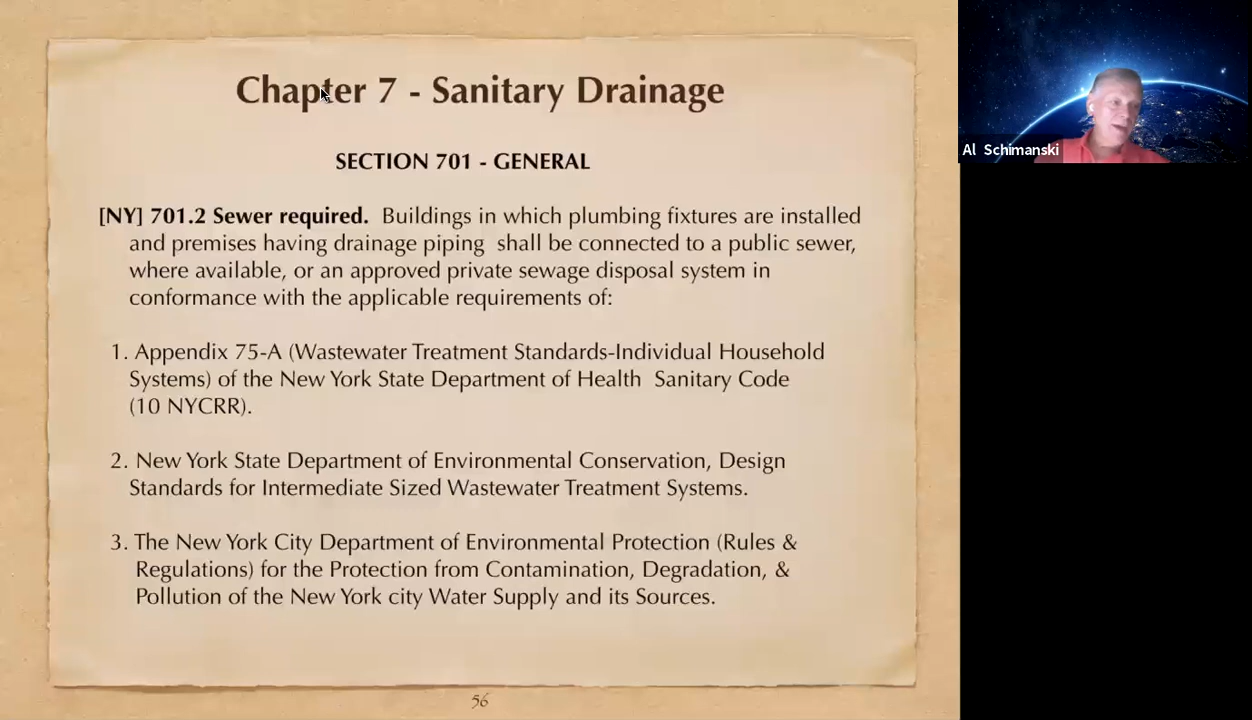 Chapter 7 - Sanitary Drainage
SECTION 701 - GENERAL
[NY] 701.2 Sewer required. Buildings in which plumbing fixtures are installed
and premises having drainage piping shall be connected to a public sewer,
where available, or an approved private sewage disposal system in
conformance with the applicable requirements of:
1. Appendix 75-A (Wastewater Treatment Standards-Individual Household
Systems) of the New York State Department of Health Sanitary Code
(10 NYCRR).
2. New York State Department of Environmental Conservation, Design
Standards for Intermediate Sized Wastewater Treatment Systems.
3. The New York City Department of Environmental Protection (Rules &
Regulations) for the Protection from Contamination, Degradation, &
Pollution of the New York city Water Supply and its Sources.
56
Al Schimanski